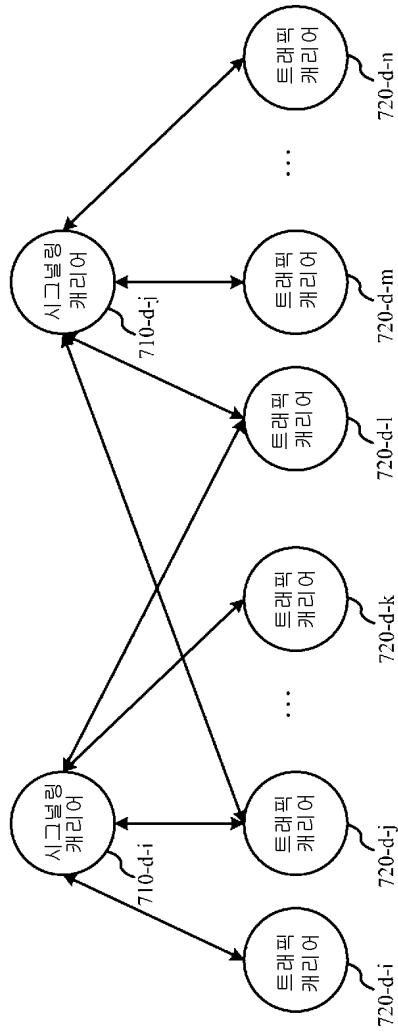 시그널링
캐리어
710-d-i
시그널링
캐리어
710-d-j
트래픽
캐리어
720-d-i
트래픽
캐리어
720-d-j
...
트래픽
캐리어
720-d-k
트래픽
캐리어
720-d-l
트래픽
캐리어
720-d-m
...
트래픽
캐리어
720-d-n